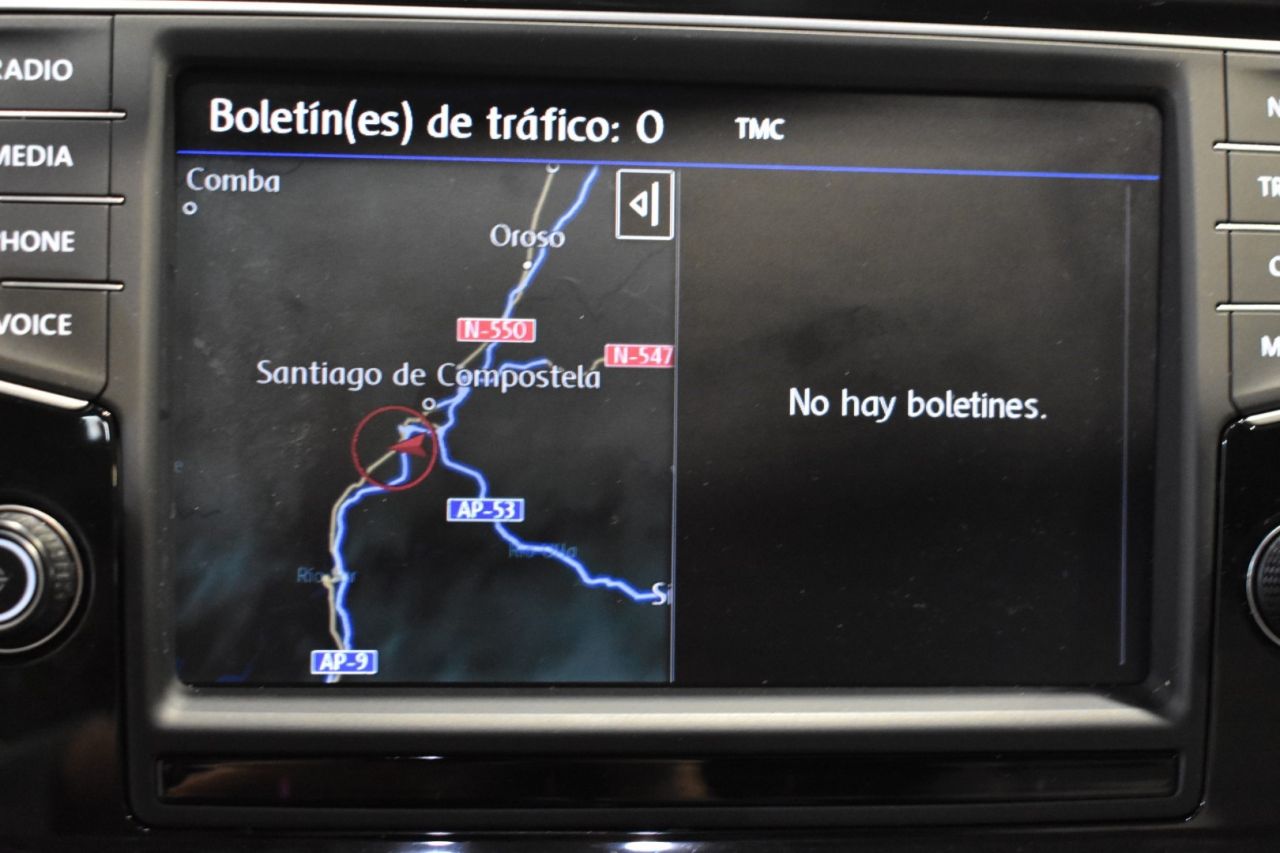 RADIO
MEDIA
PHONE
VOICE
Boletín(es) de tráfico: 0
TMC
Comba
Oroso
N-550
N-547
Santiago de Compostela
AP-53
AP-9
No hay boletines.